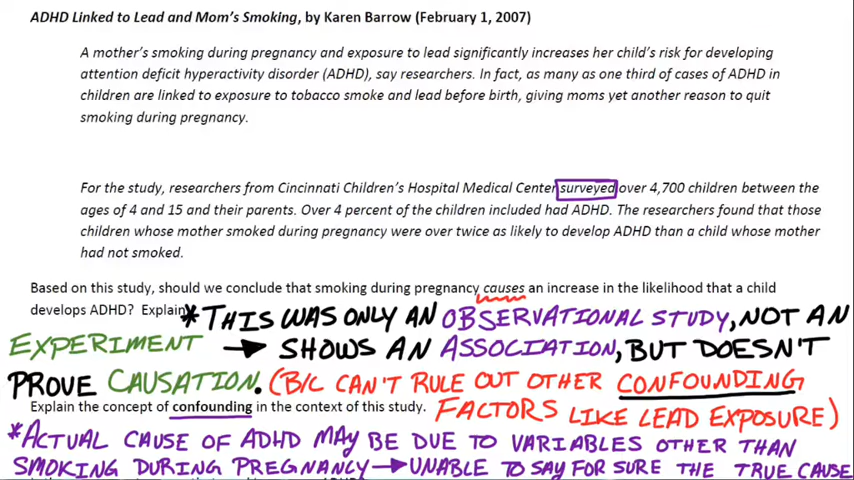 ADHD Linked to Lead and Mom's Smoking, by Karen Barrow (February 1, 2007)
A mother's smoking during pregnancy and exposure to lead significantly increases her child's risk for developing
attention deficit hyperactivity disorder (ADHD), say researchers. In fact, as many as one third of cases of ADHD in
children are linked to exposure to tobacco smoke and lead before birth, giving moms yet another reason to quit
smoking during pregnancy.
For the study, researchers from Cincinnati Children's Hospital Medical Center surveyed over 4,700 children between the
ages of 4 and 15 and their parents. Over 4 percent of the children included had ADHD. The researchers found that those
children whose mother smoked during pregnancy were over twice as likely to develop ADHD than a child whose mother
had not smoked.
Based on this study, should we conclude that smoking during pregnancy causes an increase in the likelihood that a child
develops ADHD? Explain
*THIS WAS ONLY AN OBSERVATIONAL STUDY, NOT AN
EXPERIMENT → SHOWS AN ASSOCIATION, BUT DOESN'T
PROVE CAUSATION. (B/C CAN'T RULE OUT OTHER CONFOUNDING
FACTORS LIKE LEAD EXPOSURE)
Explain the concept of confounding in the context of this study.
*ACTUAL CAUSE OF ADHD MAY BE DUE TO VARIABLES OTHER THAN
SMOKING DURING PREGNANCY → UNABLE TO SAY FOR SURE THE TRUE CAUSE